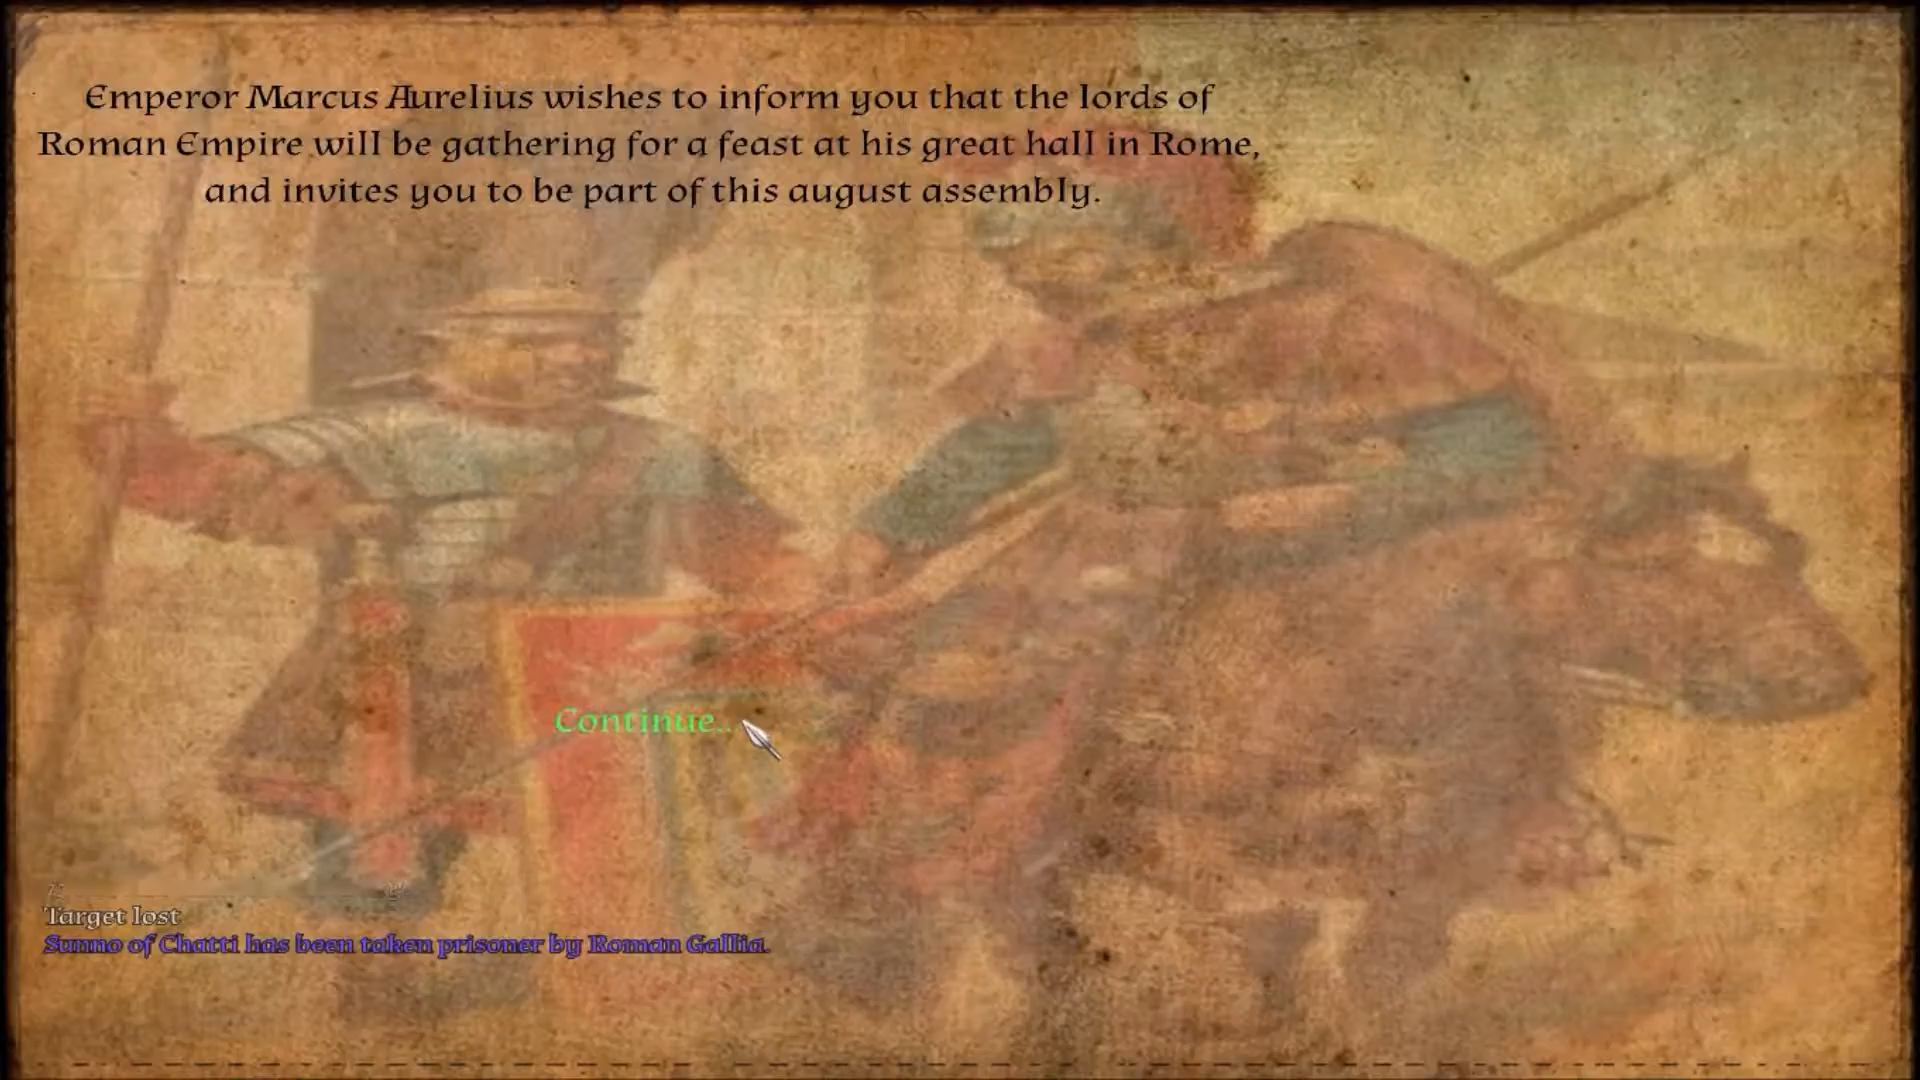 Emperor Marcus Aurelius wishes to inform you that the lords of
Roman Empire will be gathering for a feast at his great hall in Rome,
and invites you to be part of this august assembly.
Continue...
Target lost
Sunno of Chatti has been taken prisoner by Roman Gallia.